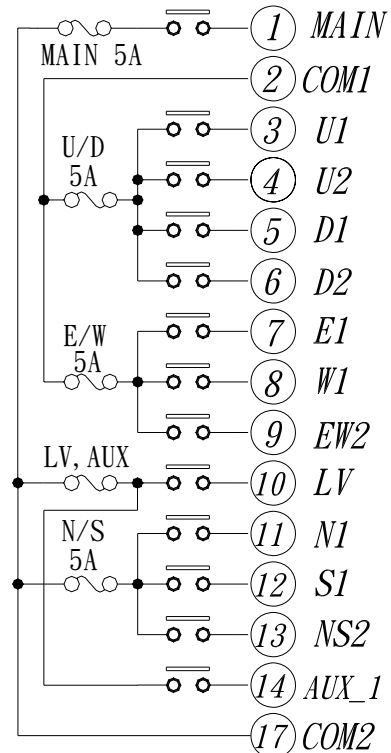 1 MAIN
MAIN 5A
2 COM1
3 U1
U/D
5A
4 U2
5 D1
6 D2
7 E1
E/W
5A
8 W1
9 EW2
LV, AUX
10 LV
11 N1
N/S
5A
12 S1
13 NS2
14 AUX_1
17 COM2